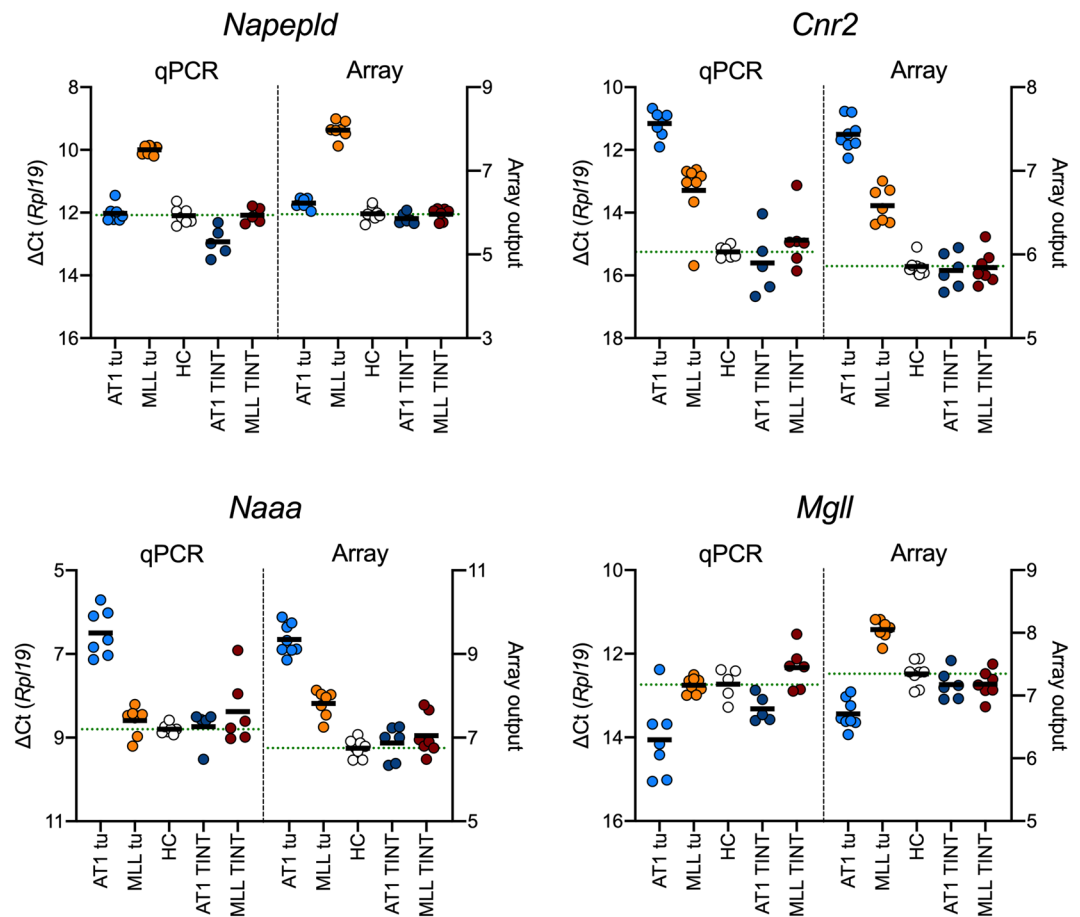 Napepld
qPCR Array
8
10
12
14
16
ΔCt (Rpl19)
9
7
5
3
Array output
AT1 tu
MLL tu
HC
AT1 TINT
MLL TINT
AT1 tu
MLL tu
HC
AT1 TINT
MLL TINT
Cnr2
qPCR Array
10
12
14
16
18
ΔCt (Rpl19)
8
7
6
5
Array output
AT1 tu
MLL tu
HC
AT1 TINT
MLL TINT
AT1 tu
MLL tu
HC
AT1 TINT
MLL TINT
Naaa
qPCR Array
5
7
9
11
ΔCt (Rpl19)
11
9
7
5
Array output
AT1 tu
MLL tu
HC
AT1 TINT
MLL TINT
AT1 tu
MLL tu
HC
AT1 TINT
MLL TINT
Mgll
qPCR Array
10
12
14
16
ΔCt (Rpl19)
9
8
7
6
5
Array output
AT1 tu
MLL tu
HC
AT1 TINT
MLL TINT
AT1 tu
MLL tu
HC
AT1 TINT
MLL TINT